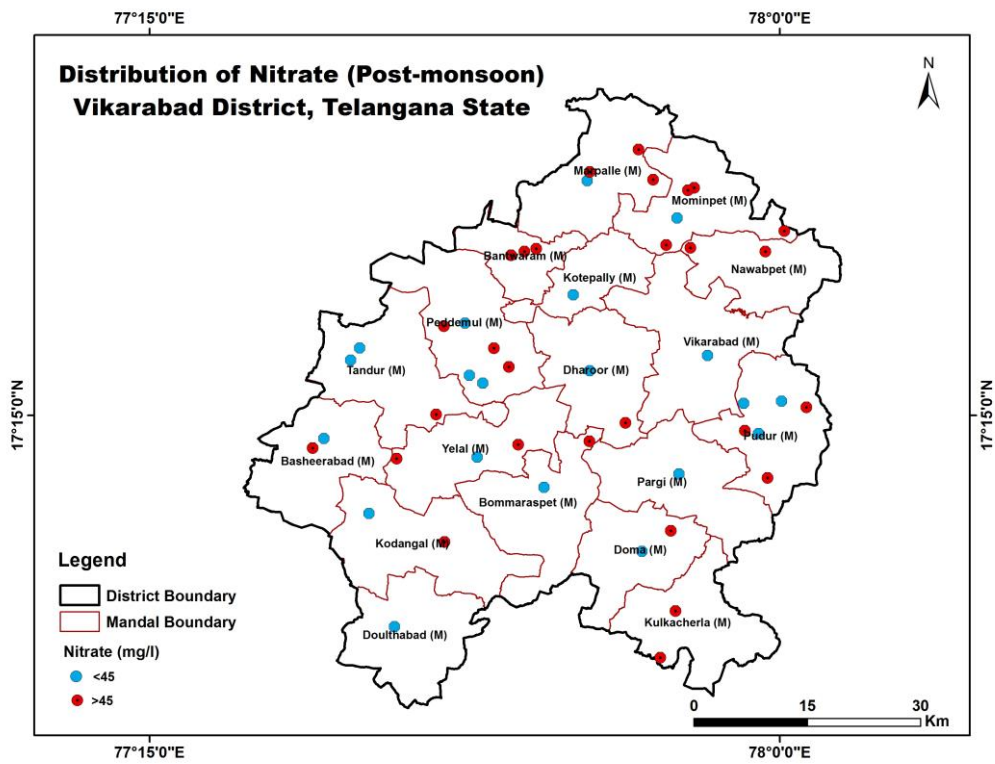 77°15'0"E
78°0'0"E
Distribution of Nitrate (Post-monsoon)
Vikarabad District, Telangana State
N
Marpalle (M)
Mominpet (M)
Bantwaram (M)
Nawabpet (M)
Kotepally (M)
Peddemul (M)
Vikarabad (M)
Tandur (M)
Dharoor (M)
17°15'0"N
17°15'0"N
Pudur (M)
Yelal (M)
Basheerabad (M)
Pargi (M)
Bommaraspet (M)
Kodangal (M)
Doma (M)
Legend
District Boundary
Mandal Boundary
Kulkacherla (M)
Doulthabad (M)
Nitrate (mg/l)
<45
>45
0 15 30
Km
77°15'0"E
78°0'0"E